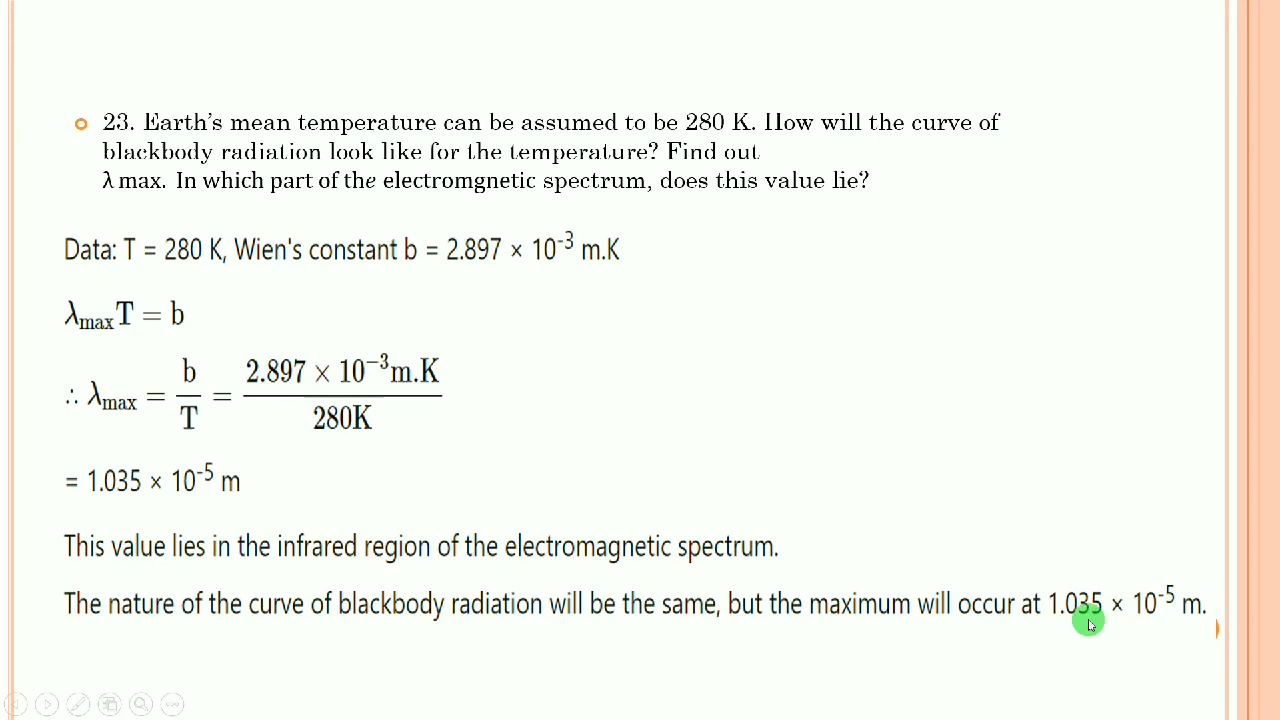 23. Earth's mean temperature can be assumed to be 280 K. How will the curve of
blackbody radiation look like for the temperature? Find out
λ max. In which part of the electromgnetic spectrum, does this value lie?
Data: T = 280 K, Wien's constant b = 2.897 × 10⁻³ m.K
λmaxT = b
∴ λmax = b/T = 2.897 × 10⁻³m.K/280K
= 1.035 × 10⁻⁵ m
This value lies in the infrared region of the electromagnetic spectrum.
The nature of the curve of blackbody radiation will be the same, but the maximum will occur at 1.035 × 10⁻⁵ m.